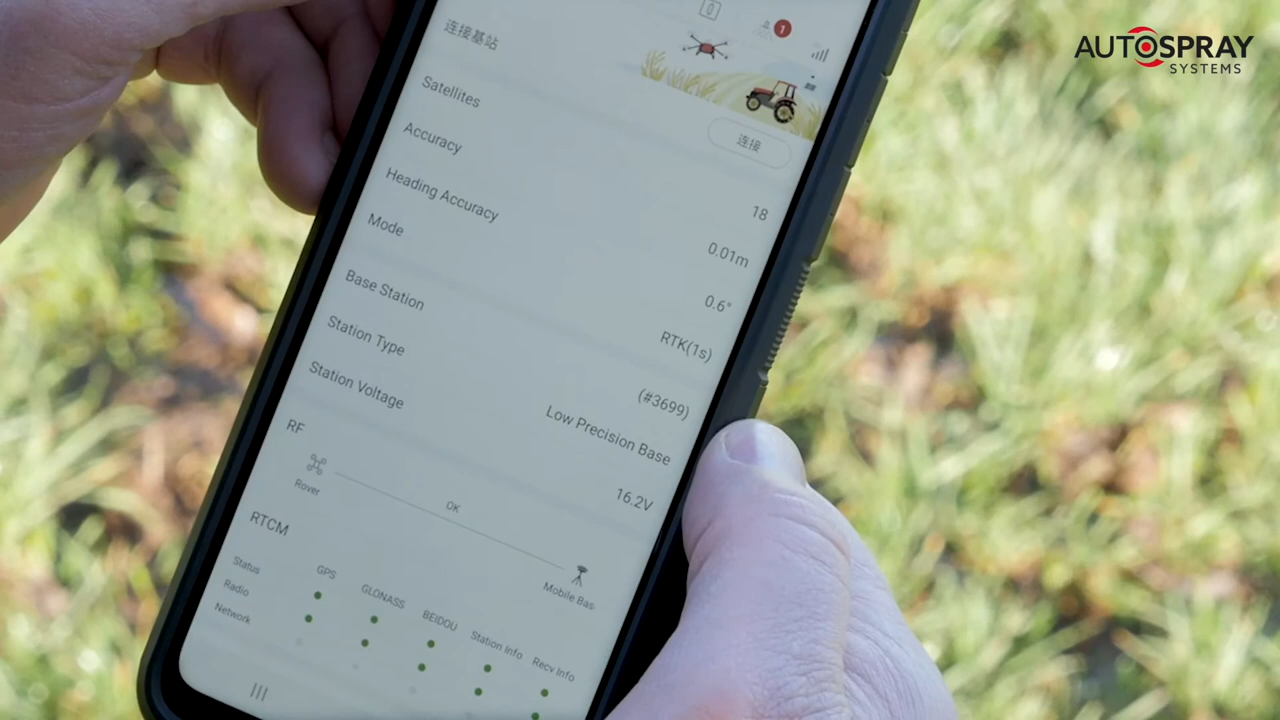 AUTOSPRAY
SYSTEMS
0
1
连接基站
连接
Satellites 18
Accuracy 0.01m
Heading Accuracy 0.6°
Mode RTK(1s)
Base Station (#3699)
Station Type Low Precision Base
Station Voltage 16.2V
RF
Rover OK Mobile Bas
RTCM
Status GPS GLONASS BEIDOU Station Info Recv Info
Radio
Network